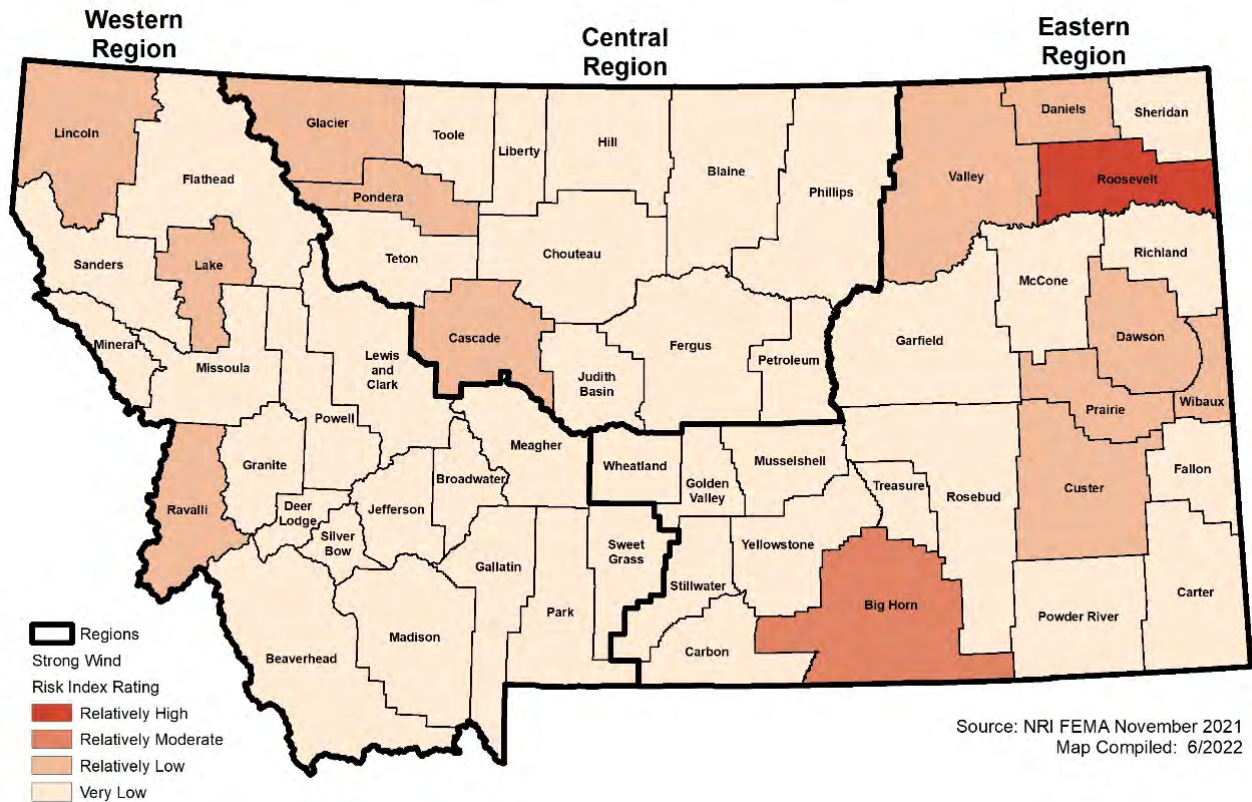 Western
Region
Central
Region
Eastern
Region
Lincoln
Flathead
Glacier
Toole
Liberty
Hill
Blaine
Phillips
Valley
Daniels
Sheridan
Roosevelt
Pondera
Sanders
Lake
Teton
Chouteau
McCone
Richland
Mineral
Missoula
Cascade
Lewis
and
Clark
Judith
Basin
Fergus
Petroleum
Garfield
Dawson
Prairie
Wibaux
Powell
Granite
Meagher
Broadwater
Ravalli
Deer
Lodge
Jefferson
Silver
Bow
Wheatland
Golden
Valley
Musselshell
Treasure
Rosebud
Custer
Fallon
Gallatin
Sweet
Grass
Yellowstone
Stillwater
Park
Big Horn
Powder River
Carter
Beaverhead
Madison
Carbon
Regions
Strong Wind
Risk Index Rating
Relatively High
Relatively Moderate
Relatively Low
Very Low
Source: NRI FEMA November 2021
Map Compiled: 6/2022